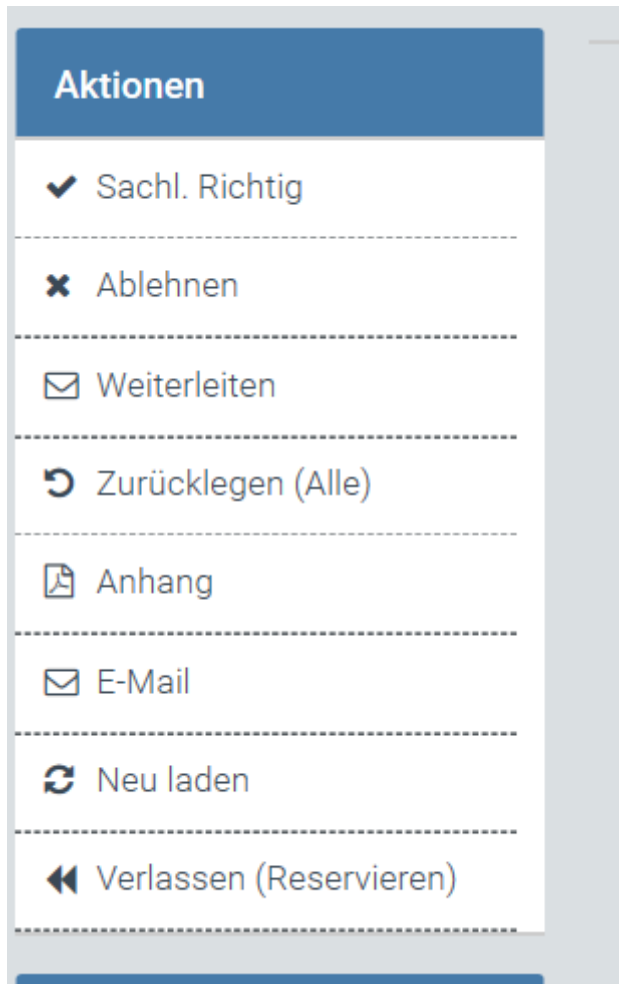 Aktionen
Sachl. Richtig
Ablehnen
Weiterleiten
Zurücklegen (Alle)
Anhang
E-Mail
Neu laden
Verlassen (Reservieren)